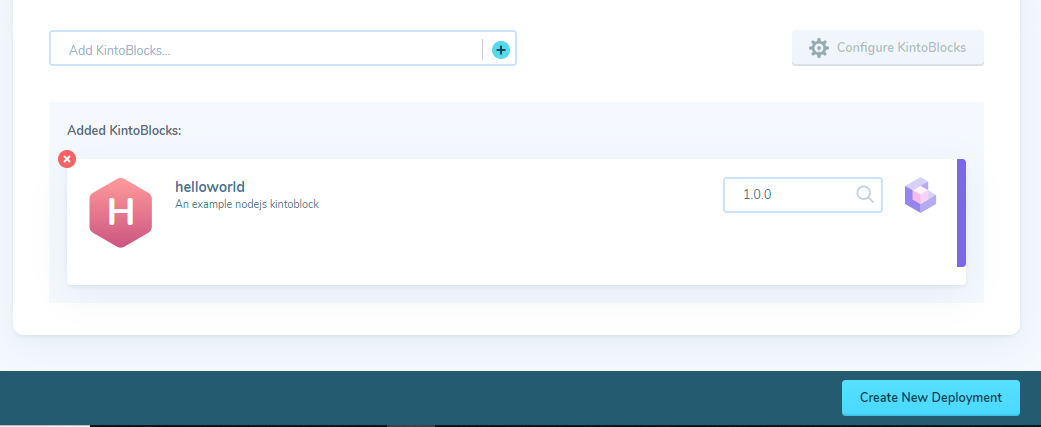 Add KintoBlocks...
Configure KintoBlocks
Added KintoBlocks:
H
helloworld
An example nodejs kintoblock
1.0.0
Create New Deployment